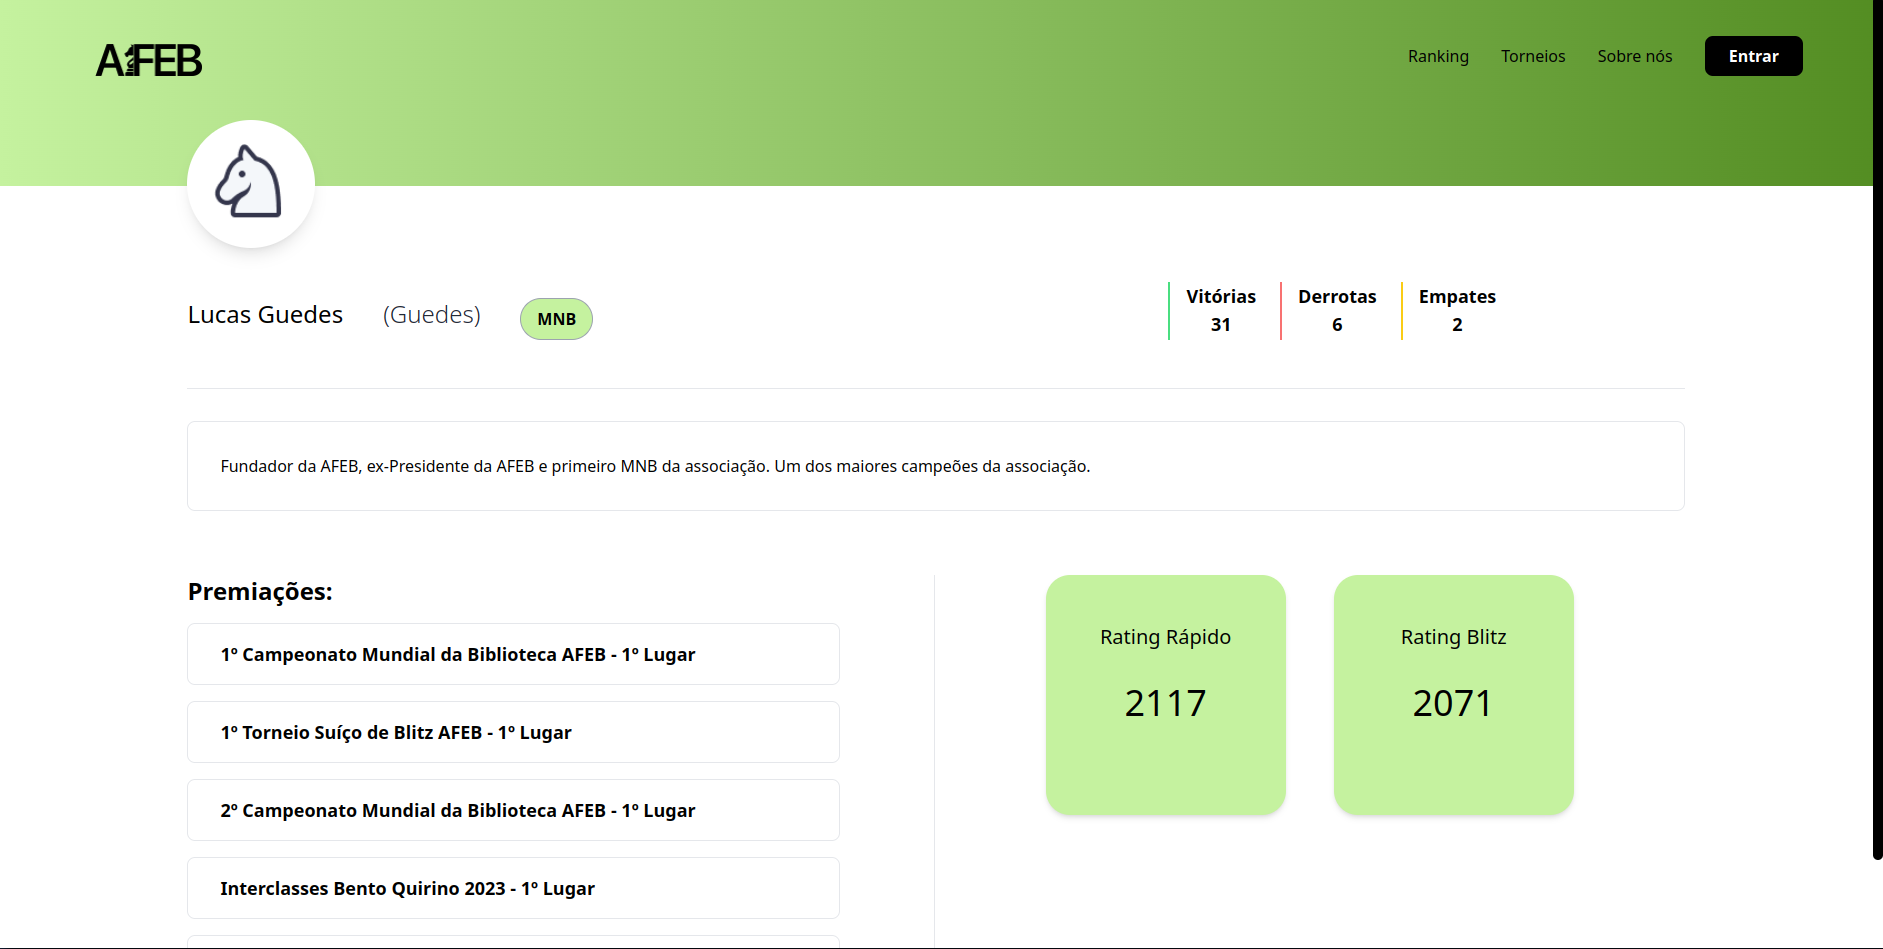 AFEB
Ranking
Torneios
Sobre nós
Entrar
Lucas Guedes
(Guedes)
MNB
Vitórias
31
Derrotas
6
Empates
2
Fundador da AFEB, ex-Presidente da AFEB e primeiro MNB da associação. Um dos maiores campeões da associação.
Premiações:
1º Campeonato Mundial da Biblioteca AFEB - 1º Lugar
1º Torneio Suíço de Blitz AFEB - 1º Lugar
2º Campeonato Mundial da Biblioteca AFEB - 1º Lugar
Interclasses Bento Quirino 2023 - 1º Lugar
Rating Rápido
2117
Rating Blitz
2071